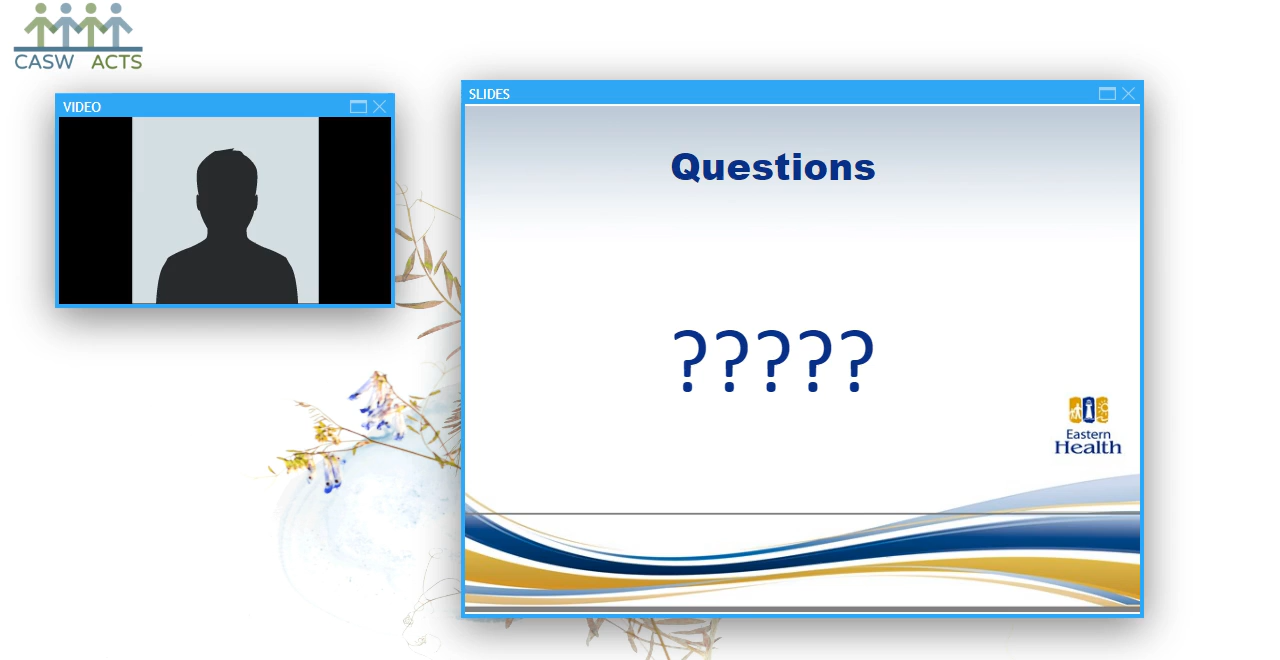 CASW ACTS
VIDEO
SLIDES
Questions
?????
Eastern
Health